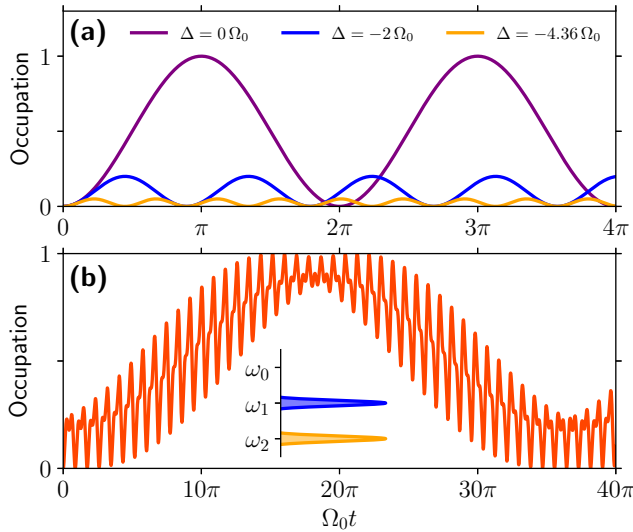 (a)
Δ = 0 Ω₀
Δ = −2 Ω₀
Δ = −4.36 Ω₀
Occupation
1
0
0
π
2π
3π
4π
(b)
Occupation
1
0
ω₀
ω₁
ω₂
0
10π
20π
30π
40π
Ω₀t